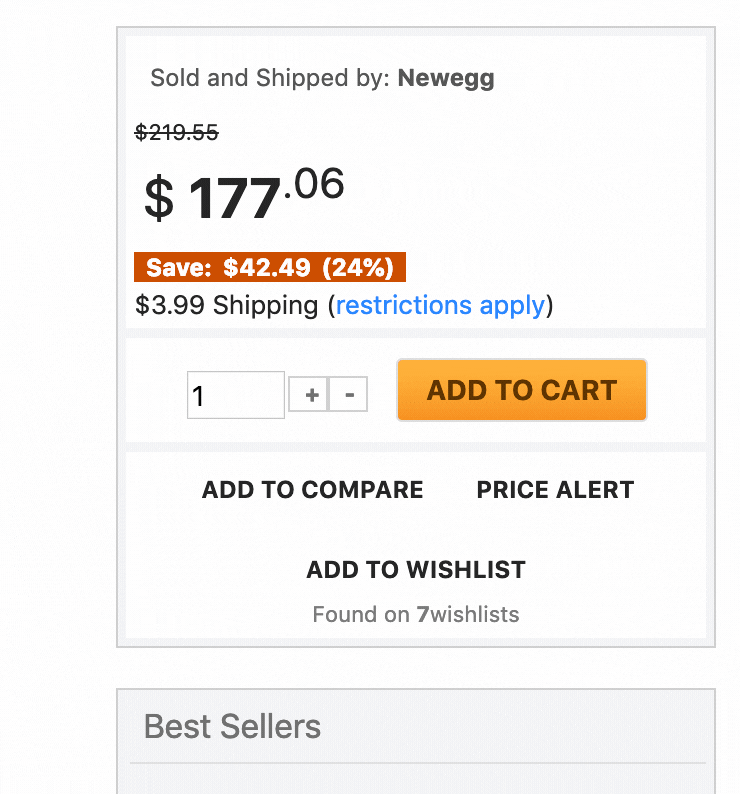 Sold and Shipped by: Newegg
$219.55
$ 177.06
Save: $42.49 (24%)
$3.99 Shipping (restrictions apply)
1 + - ADD TO CART
ADD TO COMPARE PRICE ALERT
ADD TO WISHLIST
Found on 7wishlists
Best Sellers